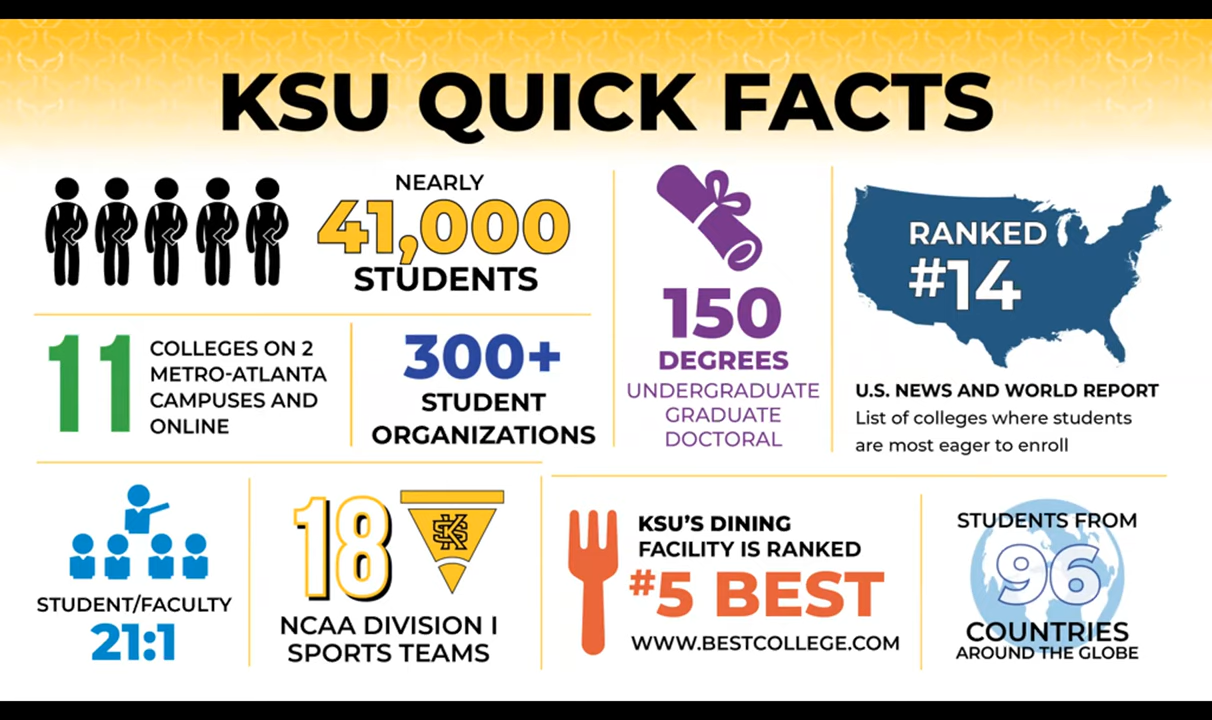 KSU QUICK FACTS
NEARLY
41,000
STUDENTS
11
COLLEGES ON 2
METRO-ATLANTA
CAMPUSES AND
ONLINE
300+
STUDENT
ORGANIZATIONS
150
DEGREES
UNDERGRADUATE
GRADUATE
DOCTORAL
RANKED
#14
U.S. NEWS AND WORLD REPORT
List of colleges where students
are most eager to enroll
STUDENT/FACULTY
21:1
18
KS
NCAA DIVISION I
SPORTS TEAMS
KSU'S DINING
FACILITY IS RANKED
#5 BEST
WWW.BESTCOLLEGE.COM
STUDENTS FROM
96
COUNTRIES
AROUND THE GLOBE